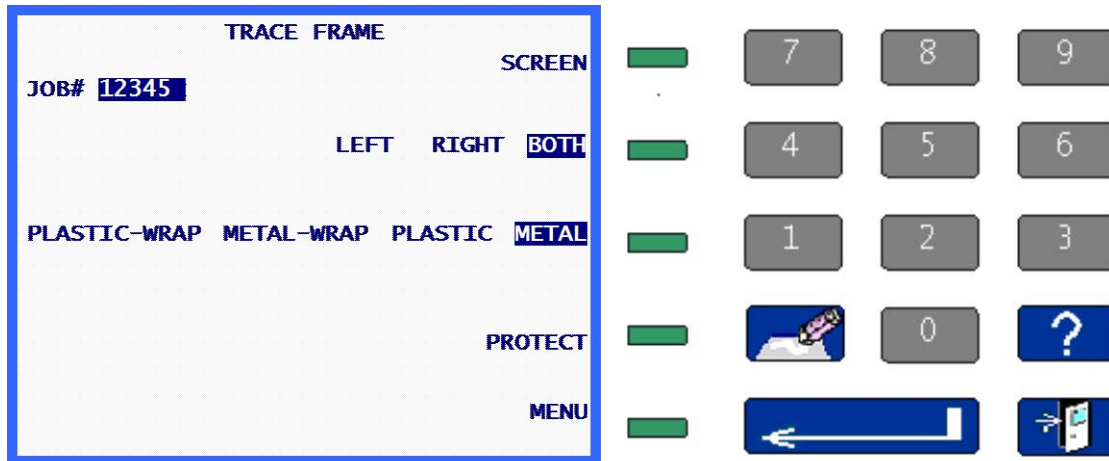 TRACE FRAME
SCREEN
JOB# 12345
LEFT RIGHT BOTH
PLASTIC-WRAP METAL-WRAP PLASTIC METAL
PROTECT
MENU
7 8 9
4 5 6
1 2 3
0 ?